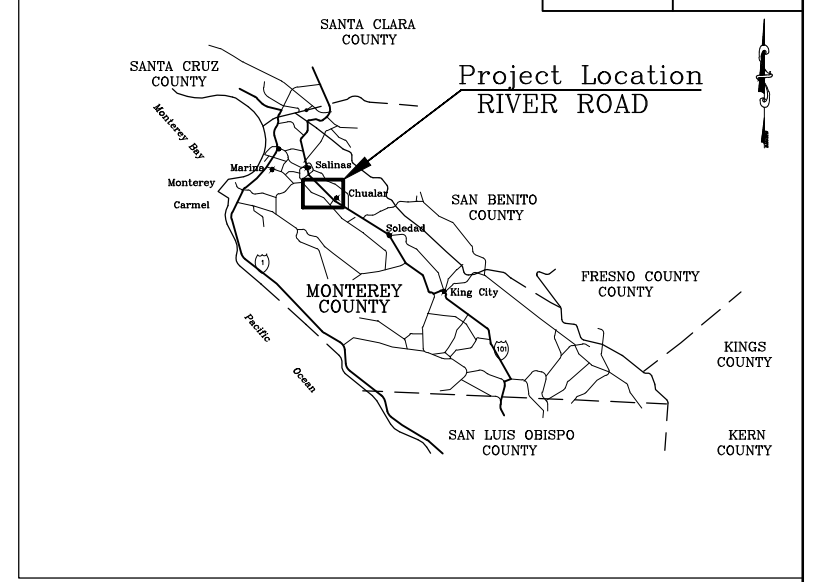 SANTA CLARA
COUNTY
SANTA CRUZ
COUNTY
Project Location
RIVER ROAD
Monterey Bay
Marina
Salinas
Monterey
Chualar
Carmel
SAN BENITO
COUNTY
Soledad
1
FRESNO COUNTY
COUNTY
MONTEREY
COUNTY
King City
Pacific
Ocean
101
KINGS
COUNTY
SAN LUIS OBISPO
COUNTY
KERN
COUNTY